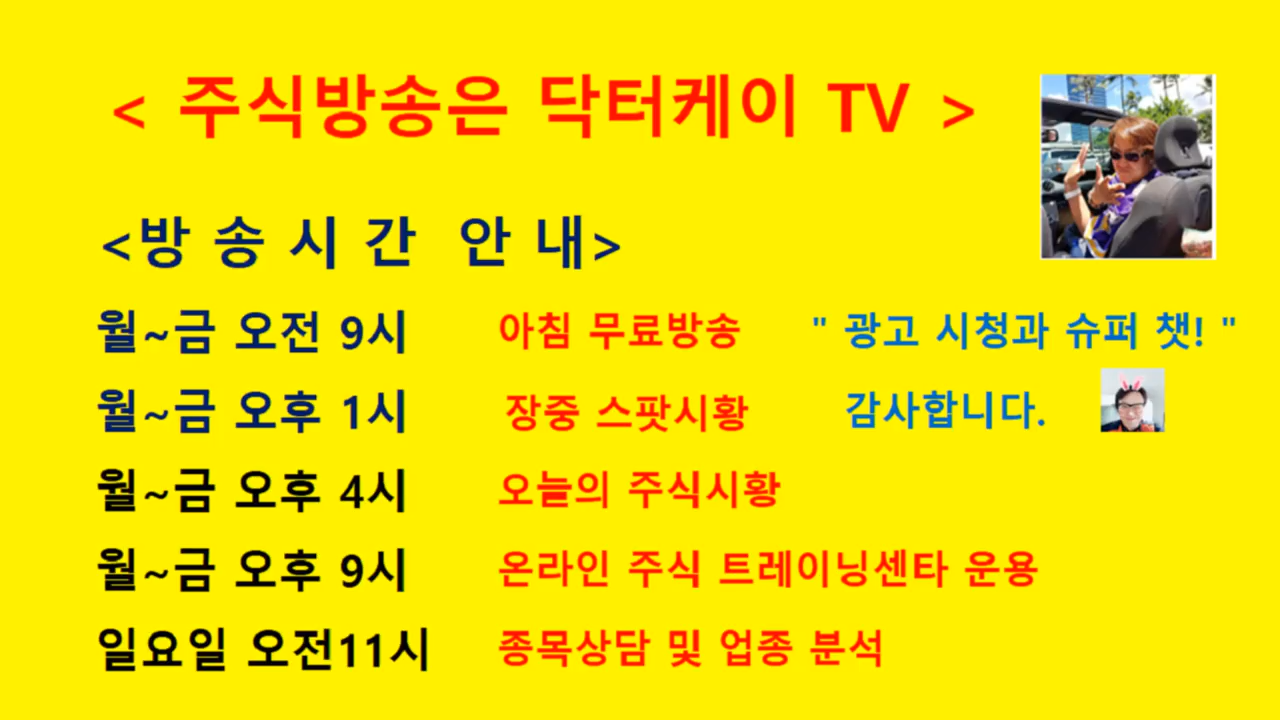 < 주식방송은 닥터케이 TV >
<방 송 시 간 안 내>
월~금 오전 9시 아침 무료방송 " 광고 시청과 슈퍼 챗! "
월~금 오후 1시 장중 스팟시황 감사합니다.
월~금 오후 4시 오늘의 주식시황
월~금 오후 9시 온라인 주식 트레이닝센타 운용
일요일 오전11시 종목상담 및 업종 분석